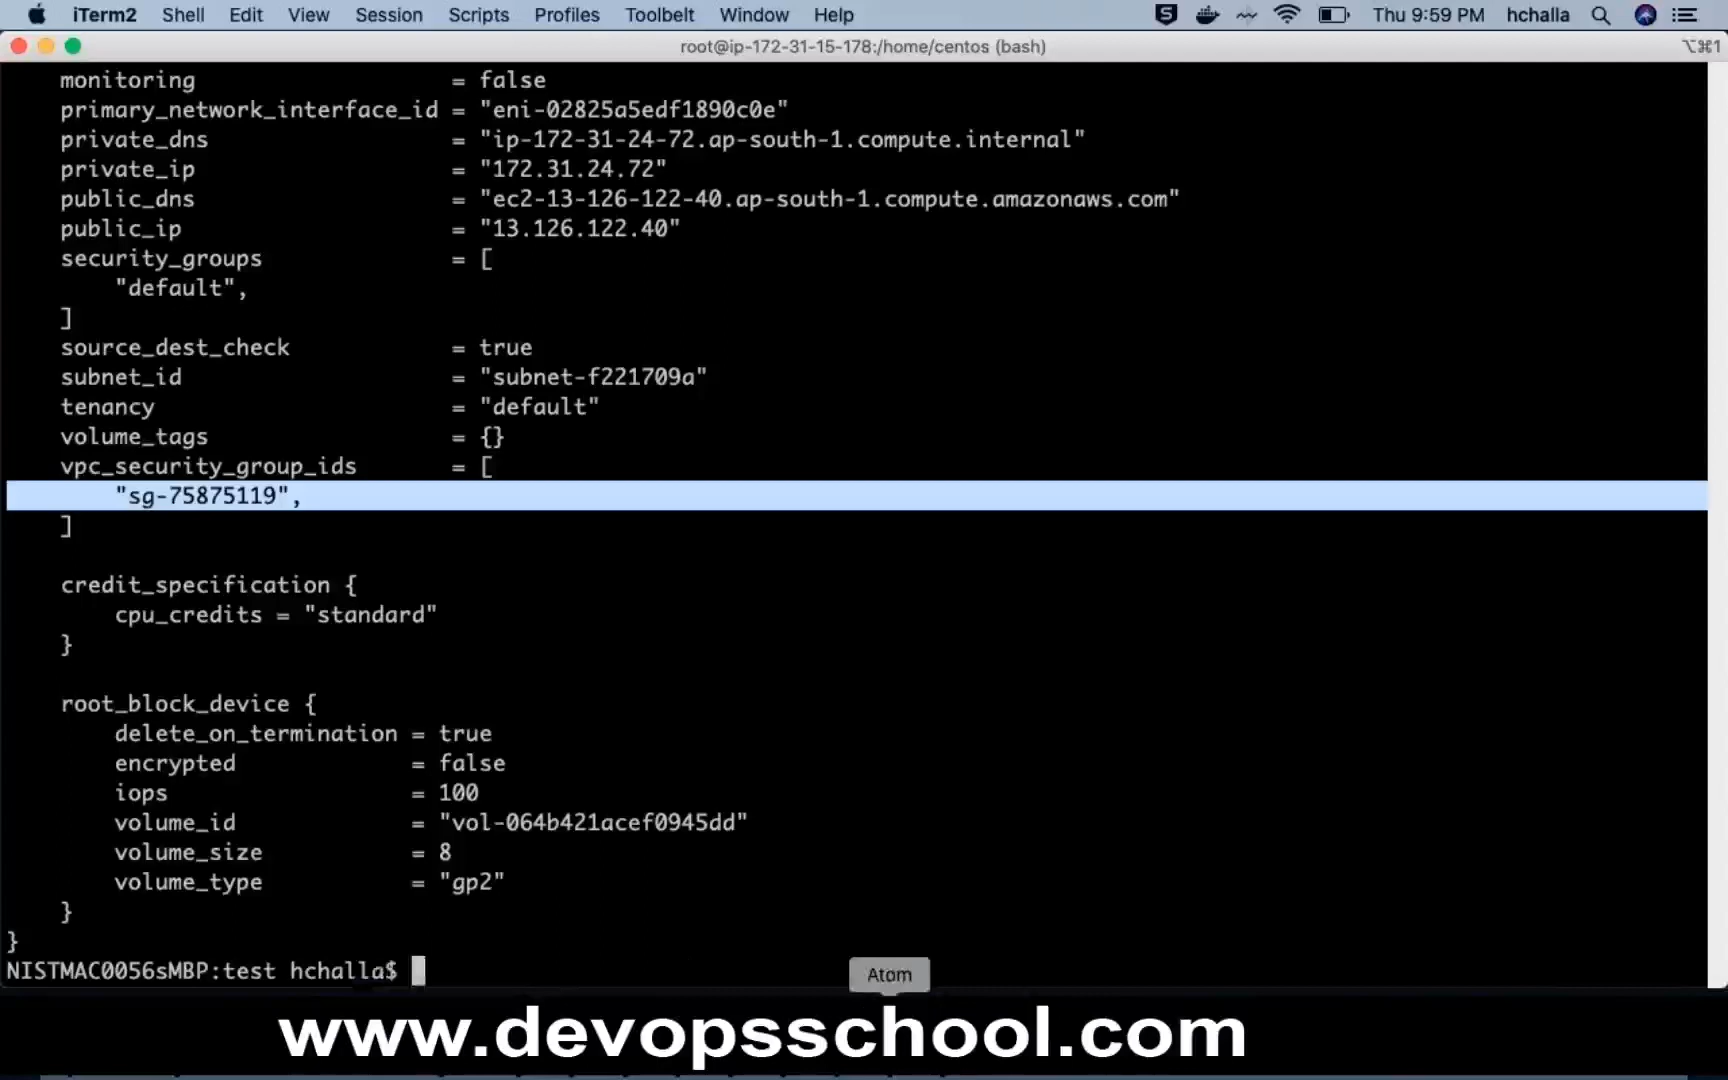 iTerm2 Shell Edit View Session Scripts Profiles Toolbelt Window Help Thu 9:59 PM hchalla
root@ip-172-31-15-178:/home/centos (bash) ⌥⌘1
monitoring = false
primary_network_interface_id = "eni-02825a5edf1890c0e"
private_dns = "ip-172-31-24-72.ap-south-1.compute.internal"
private_ip = "172.31.24.72"
public_dns = "ec2-13-126-122-40.ap-south-1.compute.amazonaws.com"
public_ip = "13.126.122.40"
security_groups = [
"default",
]
source_dest_check = true
subnet_id = "subnet-f221709a"
tenancy = "default"
volume_tags = {}
vpc_security_group_ids = [
"sg-75875119",
]
credit_specification {
cpu_credits = "standard"
}
root_block_device {
delete_on_termination = true
encrypted = false
iops = 100
volume_id = "vol-064b421acef0945dd"
volume_size = 8
volume_type = "gp2"
}
}
NISTMAC0056sMBP:test hchalla$
Atom
www.devopsschool.com